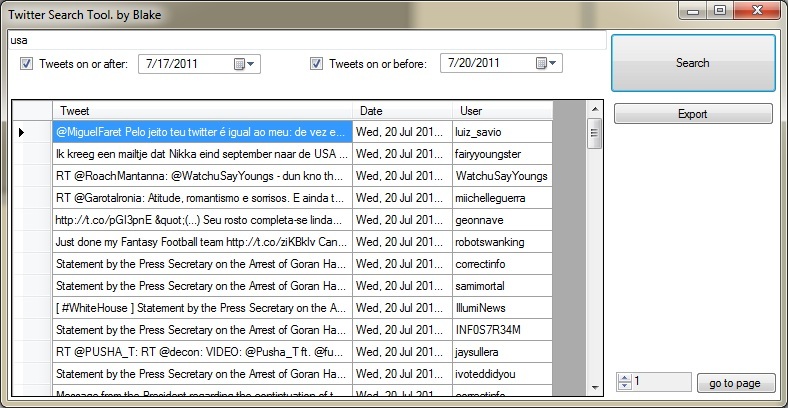 Twitter Search Tool. by Blake
usa
Tweets on or after: 7/17/2011 Tweets on or before: 7/20/2011
Search
Export
Tweet Date User
@MiguelFaret Pelo jeito teu twitter é igual ao meu: de vez e... Wed, 20 Jul 201... luiz_savio
Ik kreeg een mailtje dat Nikka eind september naar de USA ... Wed, 20 Jul 201... fairyyoungster
RT @RoachMantanna: @WatchuSayYoungs - dun kno th... Wed, 20 Jul 201... WatchuSayYoungs
RT @Garotalronia: Atitude, romantismo e sorrisos. E ainda t... Wed, 20 Jul 201... miichelleguerra
http://t.co/pGI3pnE &quot;(...) Seu rosto completa-se linda... Wed, 20 Jul 201... geonnave
Just done my Fantasy Football team http://t.co/ziKBklv Can... Wed, 20 Jul 201... robotswanking
Statement by the Press Secretary on the Arrest of Goran Ha... Wed, 20 Jul 201... correctinfo
Statement by the Press Secretary on the Arrest of Goran Ha... Wed, 20 Jul 201... samimortal
[ #WhiteHouse ] Statement by the Press Secretary on the A... Wed, 20 Jul 201... IllumiNews
Statement by the Press Secretary on the Arrest of Goran Ha... Wed, 20 Jul 201... INF0S7R34M
RT @PUSHA_T: RT @decon: VIDEO: @Pusha_T ft. @fu... Wed, 20 Jul 201... jaysullera
Statement by the Press Secretary on the Arrest of Goran Ha... Wed, 20 Jul 201... ivoteddidyou
Message from the President regarding the contintuation of t... Wed, 20 Jul 201... correctinfo
1 go to page